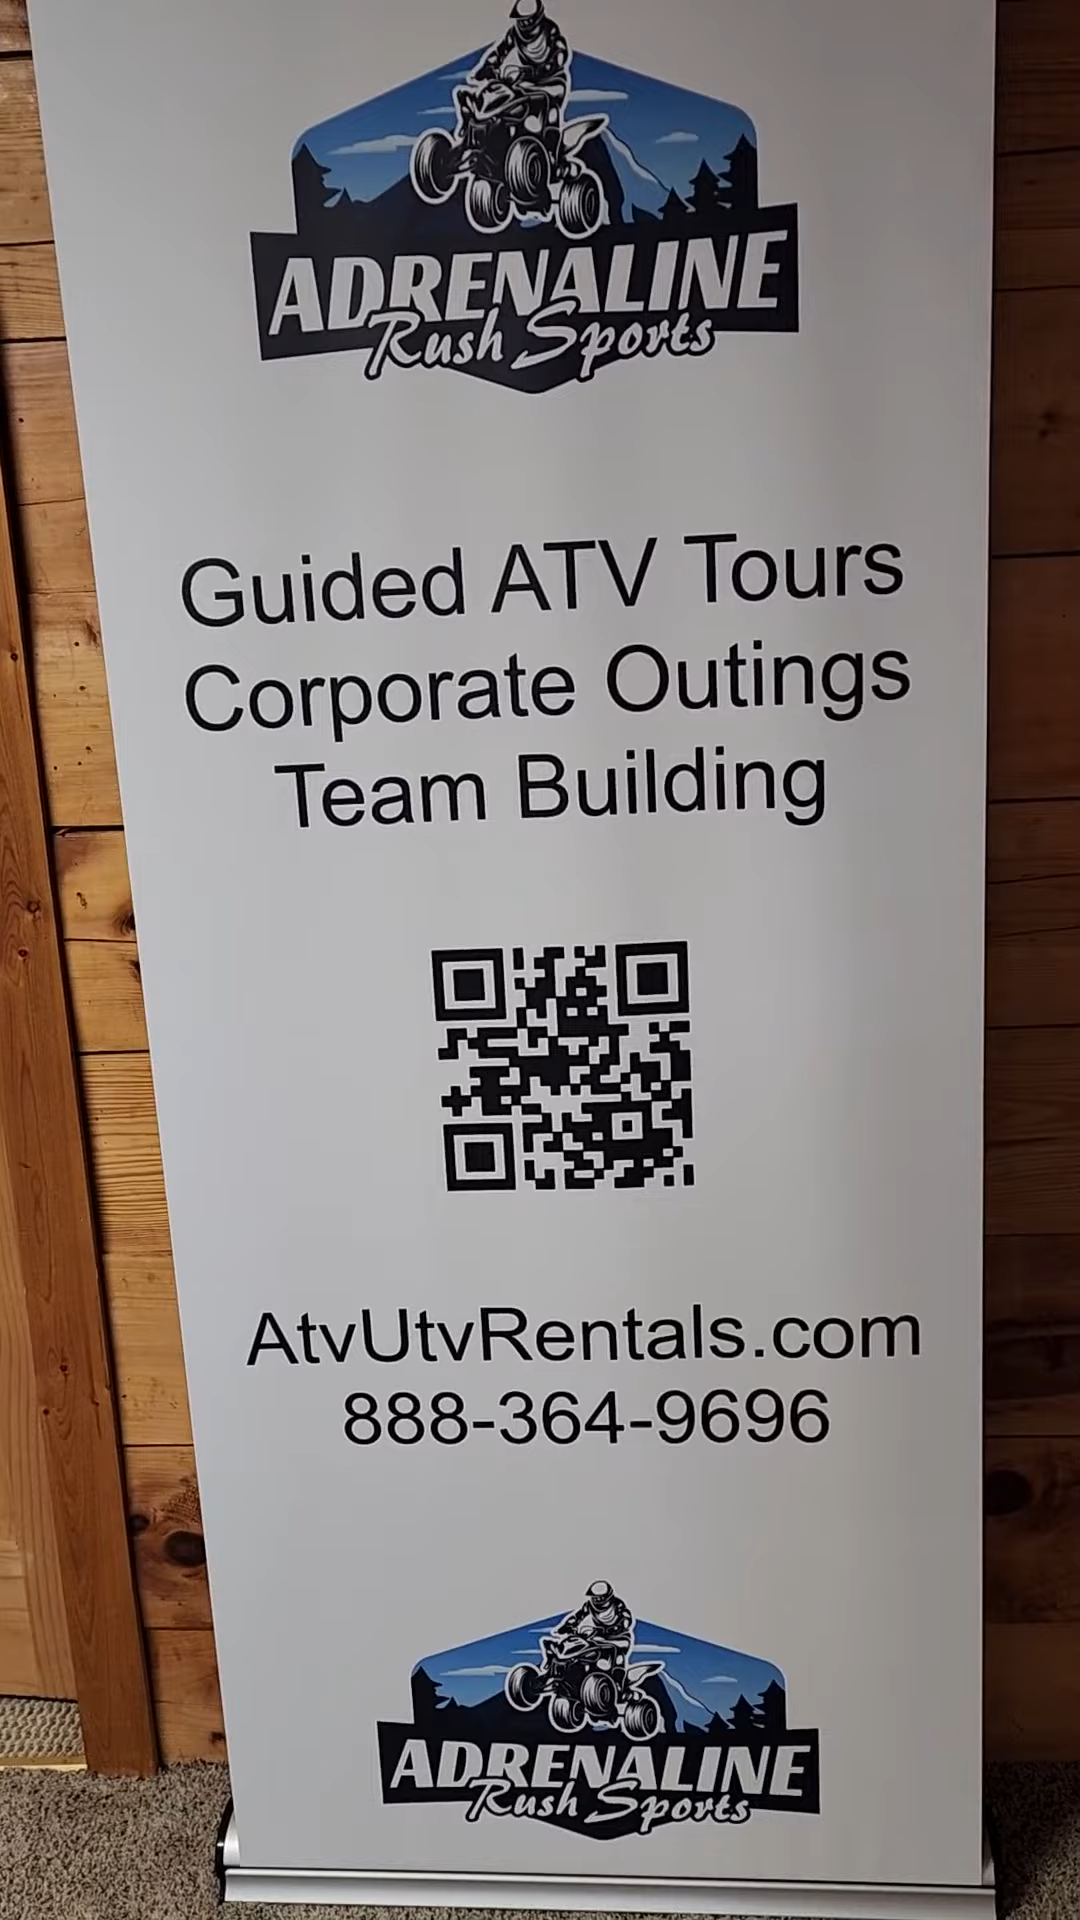 ADRENALINE
Rush Sports
Guided ATV Tours
Corporate Outings
Team Building
AtvUtvRentals.com
888-364-9696
ADRENALINE
Rush Sports